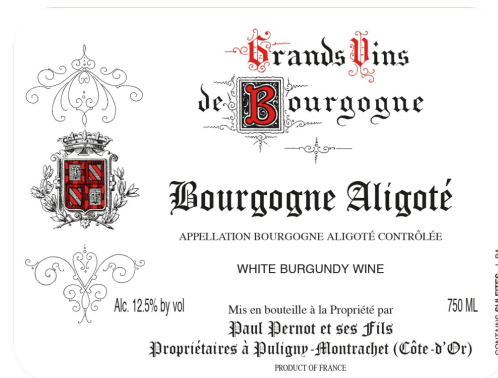 Grands Vins
de Bourgogne
Bourgogne Aligoté
APPELLATION BOURGOGNE ALIGOTÉ CONTRÔLÉE
WHITE BURGUNDY WINE
Alc. 12.5% by vol
Mis en bouteille à la Propriété par
750 ML
Paul Pernot et ses Fils
Propriétaires à Puligny-Montrachet (Côte-d'Or)
PRODUCT OF FRANCE
CONTAINS SULFITES